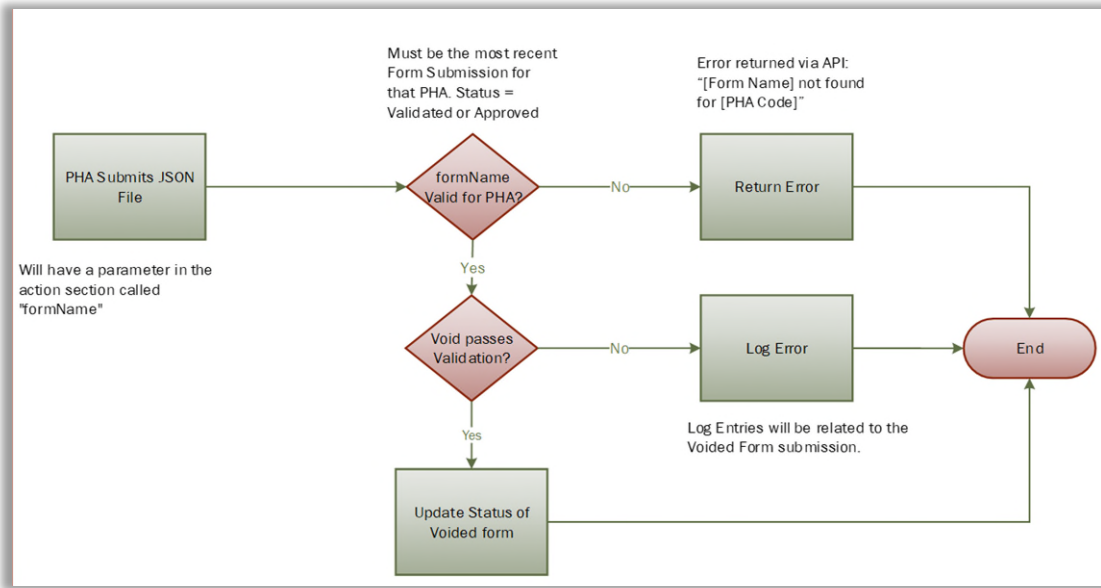 Must be the most recent
Form Submission for
that PHA. Status =
Validated or Approved
Error returned via API:
“[Form Name] not found
for [PHA Code]”
PHA Submits JSON
File
formName
Valid for PHA?
No
Return Error
Will have a parameter in the
action section called
"formName"
Yes
Void passes
Validation?
No
Log Error
End
Log Entries will be related to the
Voided Form submission.
Yes
Update Status of
Voided form